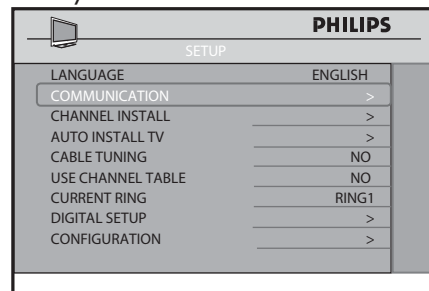 PHILIPS
SETUP
LANGUAGE ENGLISH
COMMUNICATION >
CHANNEL INSTALL >
AUTO INSTALL TV >
CABLE TUNING NO
USE CHANNEL TABLE NO
CURRENT RING RING1
DIGITAL SETUP >
CONFIGURATION >